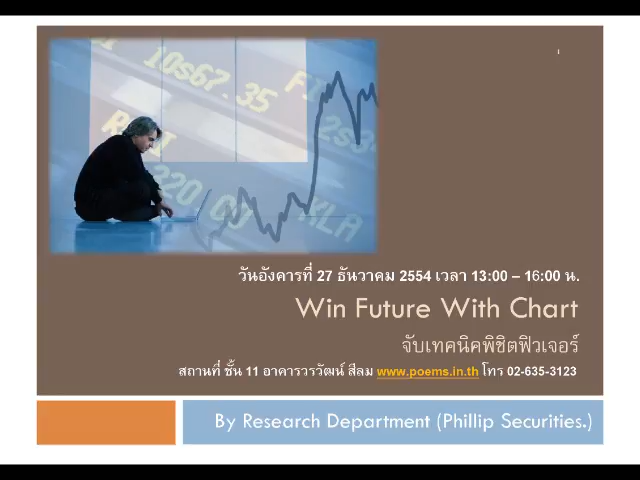 1
10s67.35
วันอังคารที่ 27 ธันวาคม 2554 เวลา 13:00 – 16:00 น.
Win Future With Chart
จับเทคนิคพิชิตฟิวเจอร์
สถานที่ ชั้น 11 อาคารวรวัฒน์ สีลม www.poems.in.th โทร 02-635-3123
By Research Department (Phillip Securities.)